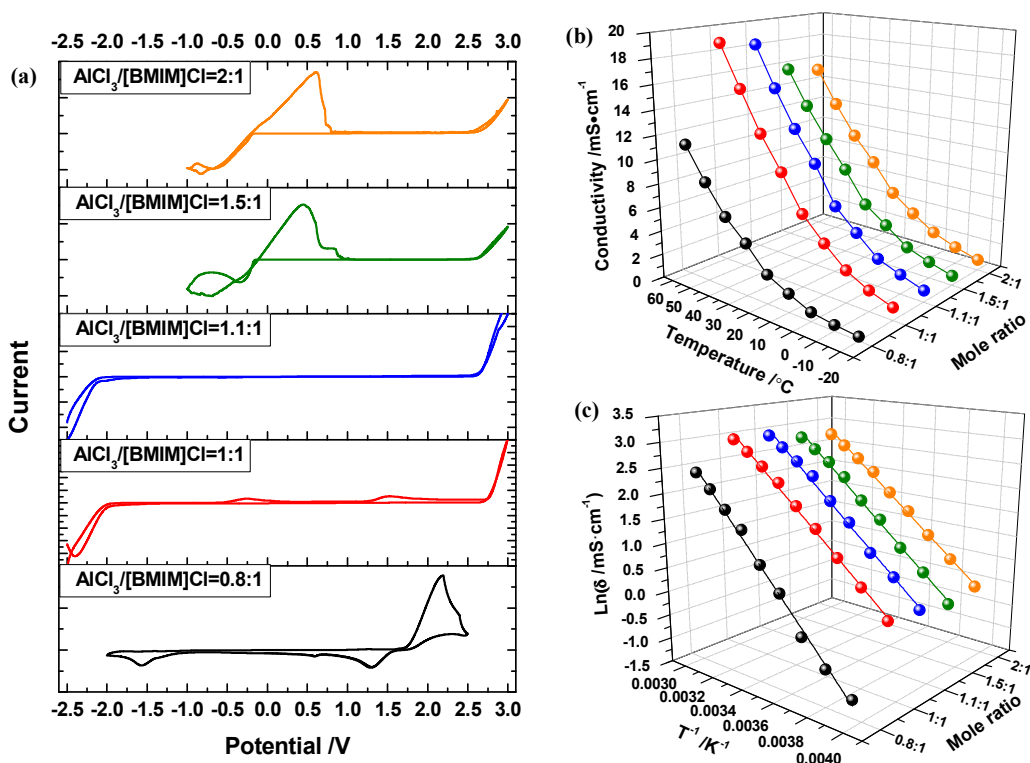 (a)
-2.5 -2.0 -1.5 -1.0 -0.5 0.0 0.5 1.0 1.5 2.0 2.5 3.0
AlCl3/[BMIM]Cl=2:1
AlCl3/[BMIM]Cl=1.5:1
AlCl3/[BMIM]Cl=1.1:1
AlCl3/[BMIM]Cl=1:1
AlCl3/[BMIM]Cl=0.8:1
Current
-2.5 -2.0 -1.5 -1.0 -0.5 0.0 0.5 1.0 1.5 2.0 2.5 3.0
Potential /V
(b)
Conductivity /mS•cm-1
20
18
16
14
12
10
8
6
4
2
0
60 50 40 30 20 10 0 -10 -20
Temperature /°C
0.8:1
1:1
1.1:1
1.5:1
2:1
Mole ratio
(c)
Ln(δ /mS·cm-1)
3.5
3.0
2.5
2.0
1.5
1.0
0.5
0.0
-0.5
-1.0
-1.5
0.0030 0.0032 0.0034 0.0036 0.0038 0.0040
T-1 /K-1
0.8:1
1:1
1.1:1
1.5:1
2:1
Mole ratio